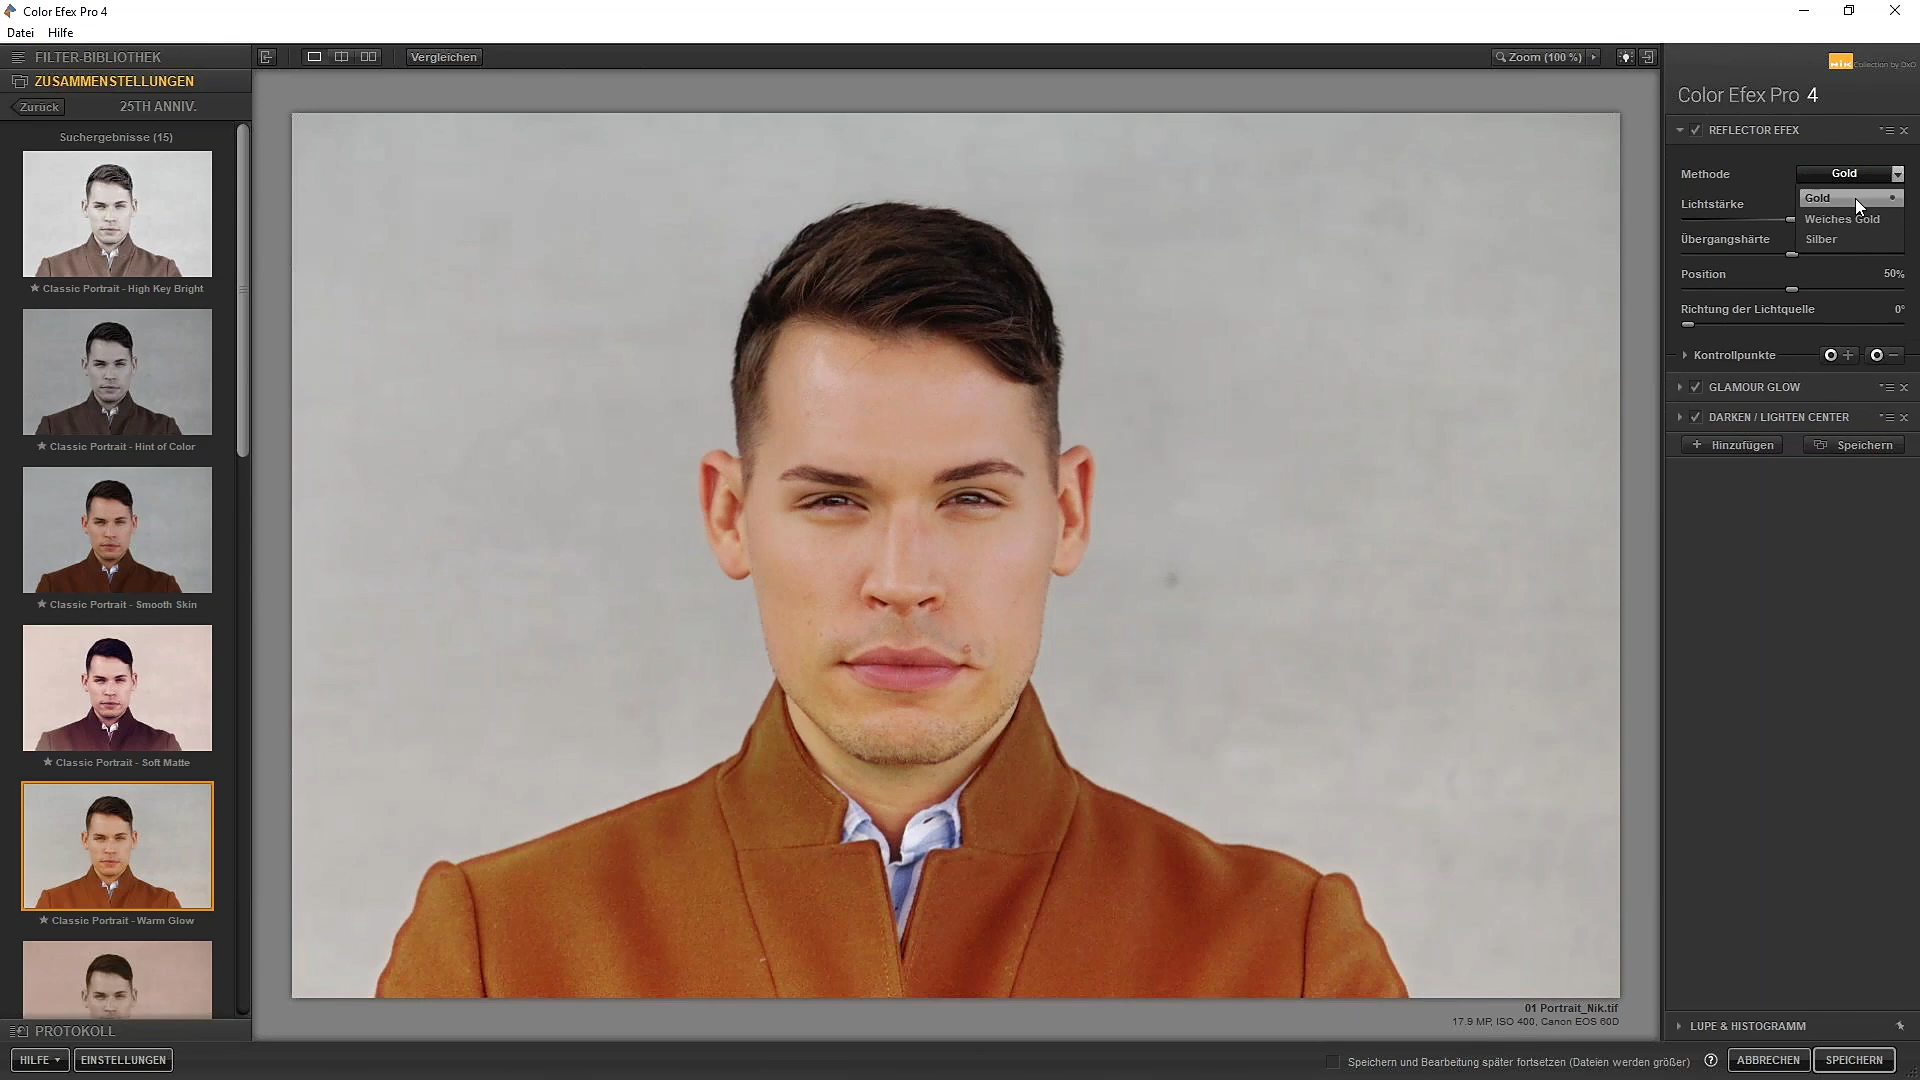 Color Efex Pro 4
Datei Hilfe
FILTER-BIBLIOTHEK
ZUSAMMENSTELLUNGEN
Zurück 25TH ANNIV.
Suchergebnisse (15)
Classic Portrait - High Key Bright
Classic Portrait - Hint of Color
Classic Portrait - Smooth Skin
Classic Portrait - Soft Matte
Classic Portrait - Warm Glow
PROTOKOLL
HILFE EINSTELLUNGEN
Vergleichen
Zoom (100 %)
01 Portrait_Nik.tif
17.9 MP, ISO 400, Canon EOS 60D
Nik Collection by DxO
Color Efex Pro 4
REFLECTOR EFEX
Methode Gold
Gold
Lichtstärke
Weiches Gold
Übergangshärte Silber
Position 50%
Richtung der Lichtquelle 0°
Kontrollpunkte
GLAMOUR GLOW
DARKEN / LIGHTEN CENTER
Hinzufügen Speichern
LUPE & HISTOGRAMM
Speichern und Bearbeitung später fortsetzen (Dateien werden größer) ? ABBRECHEN SPEICHERN